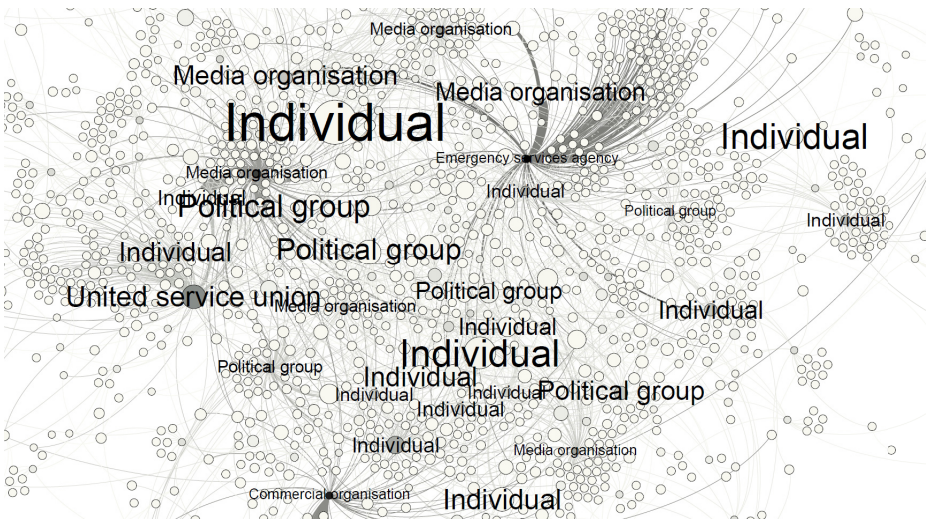 Media organisation
Media organisation
Media organisation
Individual
Individual
Emergency services agency
Media organisation
Individual
Individual
Political group
Political group
Individual
Political group
Individual
Political group
United service union
Media organisation
Individual
Individual
Individual
Political group
Individual
Individual
Individual
Political group
Individual
Individual
Media organisation
Commercial organisation
Individual